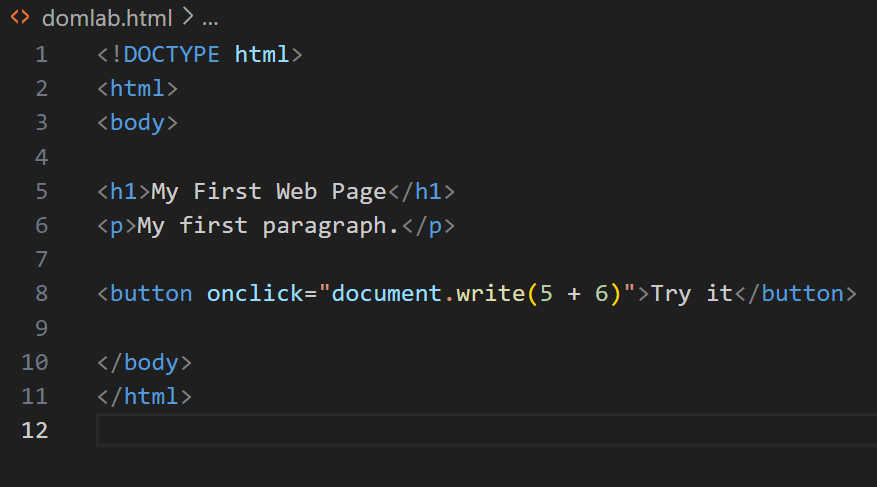 <> domlab.html > ...
1 <!DOCTYPE html>
2 <html>
3 <body>
4
5 <h1>My First Web Page</h1>
6 <p>My first paragraph.</p>
7
8 <button onclick="document.write(5 + 6)">Try it</button>
9
10 </body>
11 </html>
12